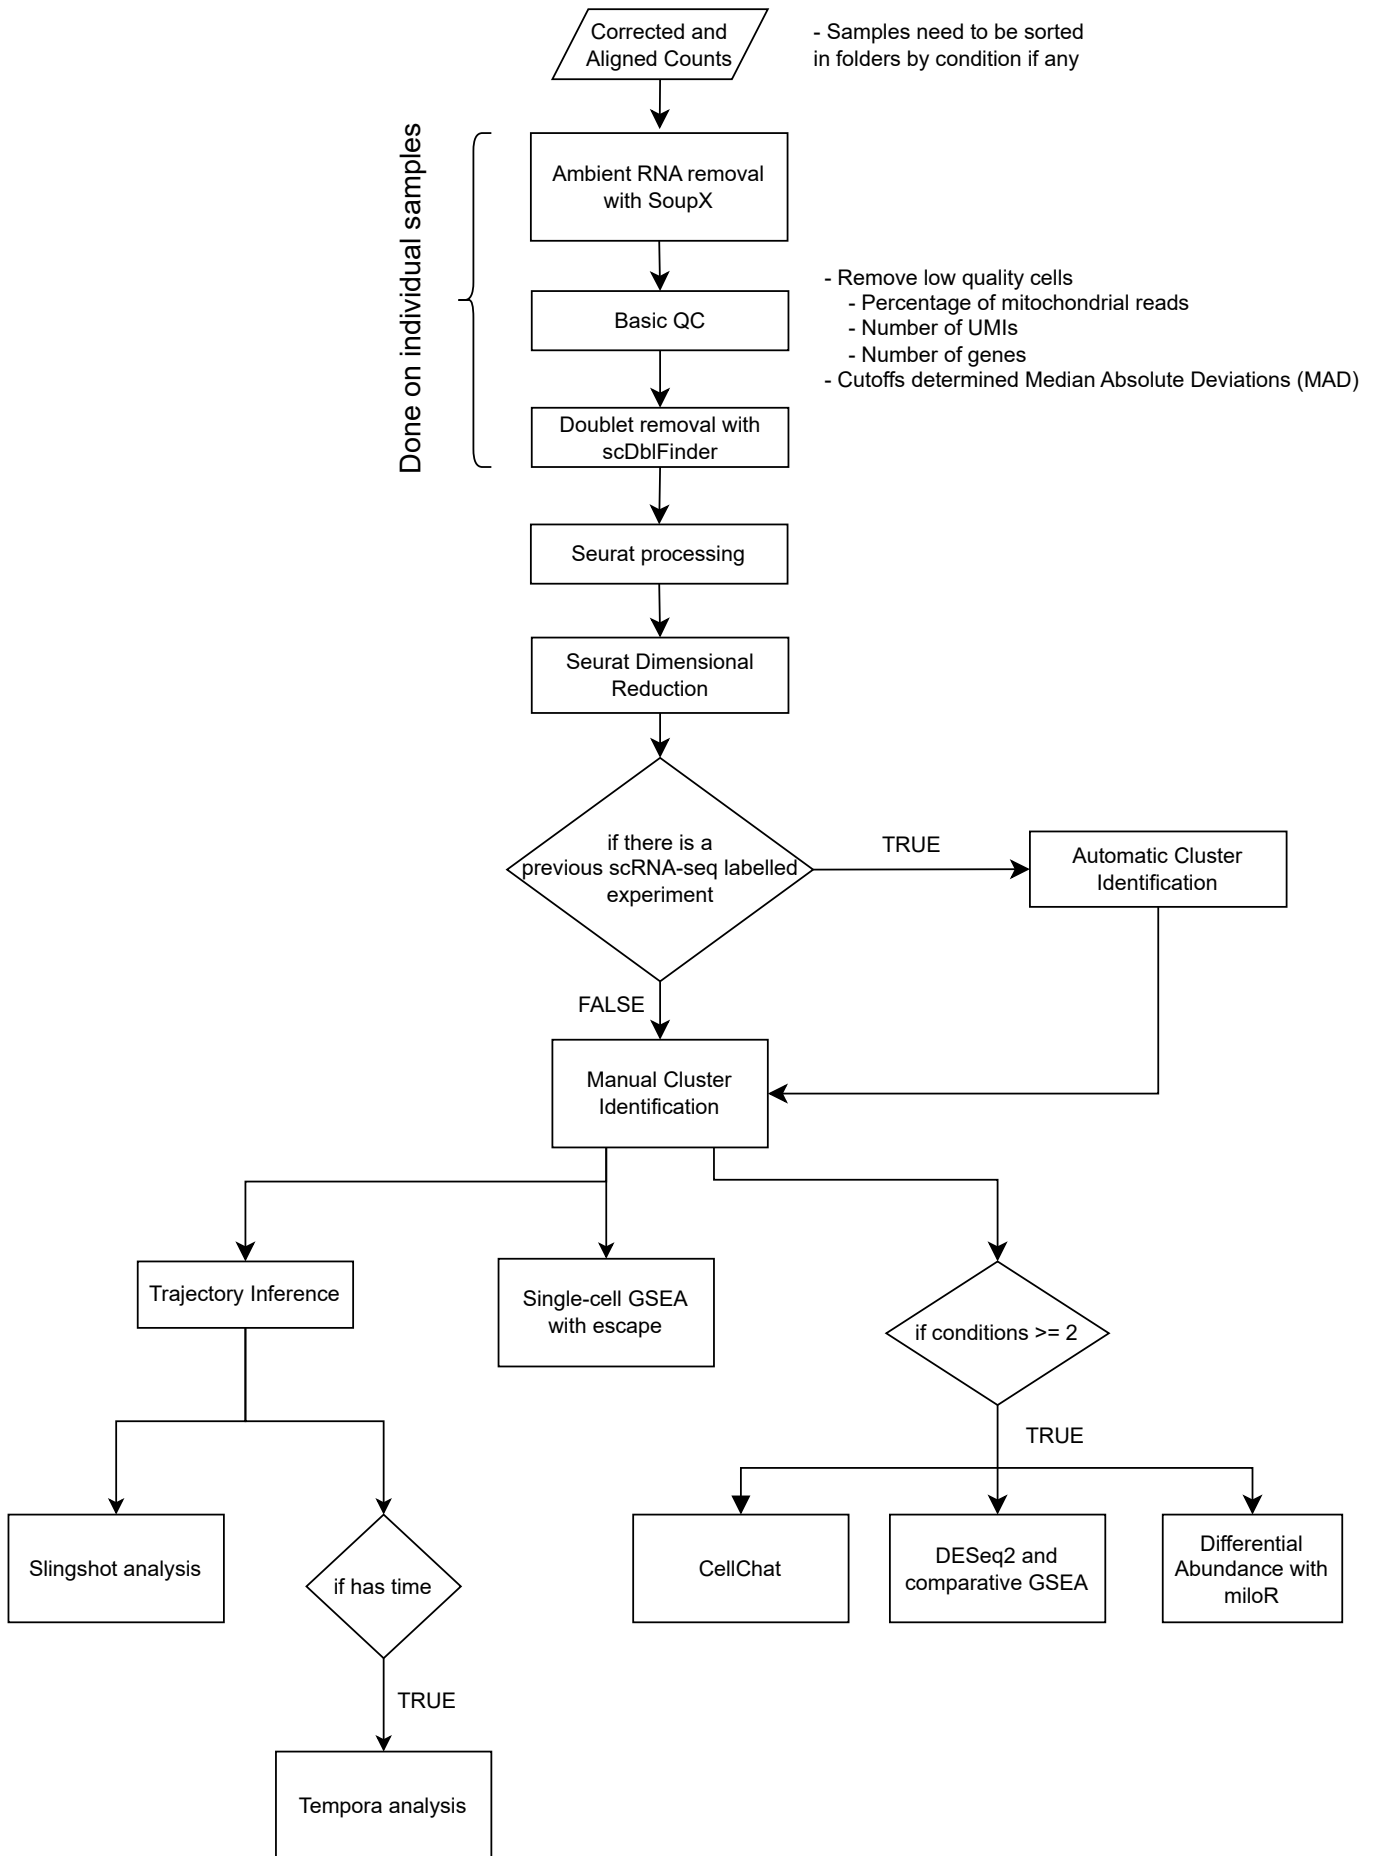 Corrected and
Aligned Counts
- Samples need to be sorted
in folders by condition if any
Done on individual samples
Ambient RNA removal
with SoupX
Basic QC
- Remove low quality cells
- Percentage of mitochondrial reads
- Number of UMIs
- Number of genes
- Cutoffs determined Median Absolute Deviations (MAD)
Doublet removal with
scDblFinder
Seurat processing
Seurat Dimensional
Reduction
if there is a
previous scRNA-seq labelled
experiment
TRUE
Automatic Cluster
Identification
FALSE
Manual Cluster
Identification
Trajectory Inference
Single-cell GSEA
with escape
if conditions >= 2
TRUE
Slingshot analysis
if has time
CellChat
DESeq2 and
comparative GSEA
Differential
Abundance with
miloR
TRUE
Tempora analysis